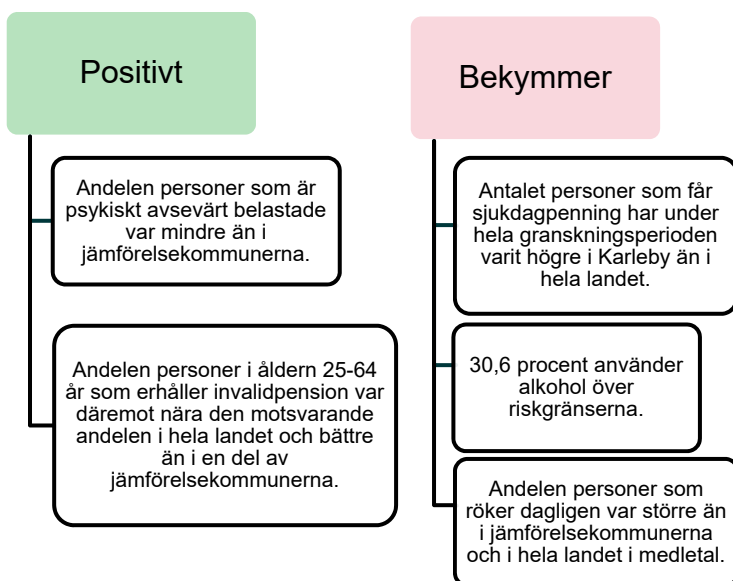 Positivt
Andelen personer som är
psykiskt avsevärt belastade
var mindre än i
jämförelsekommunerna.
Andelen personer i åldern 25-64
år som erhåller invalidpension var
däremot nära den motsvarande
andelen i hela landet och bättre
än i en del av
jämförelsekommunerna.
Bekymmer
Antalet personer som får
sjukdagpenning har under
hela granskningsperioden
varit högre i Karleby än i
hela landet.
30,6 procent använder
alkohol över
riskgränserna.
Andelen personer som
röker dagligen var större än
i jämförelsekommunerna
och i hela landet i medletal.